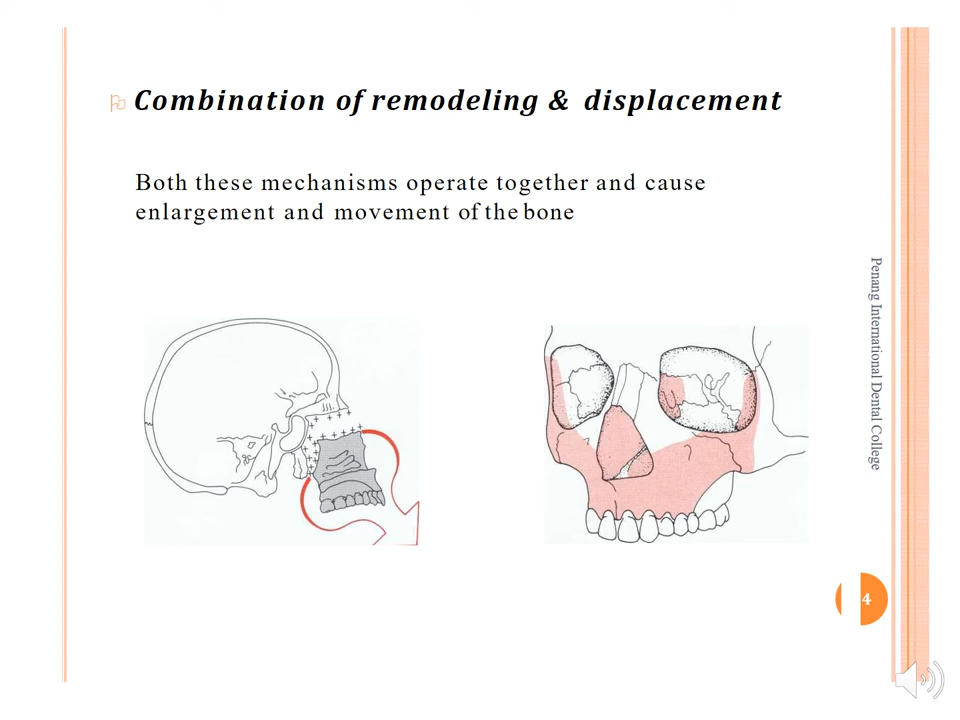 Combination of remodeling & displacement
Both these mechanisms operate together and cause
enlargement and movement of the bone
Penang International Dental College
4